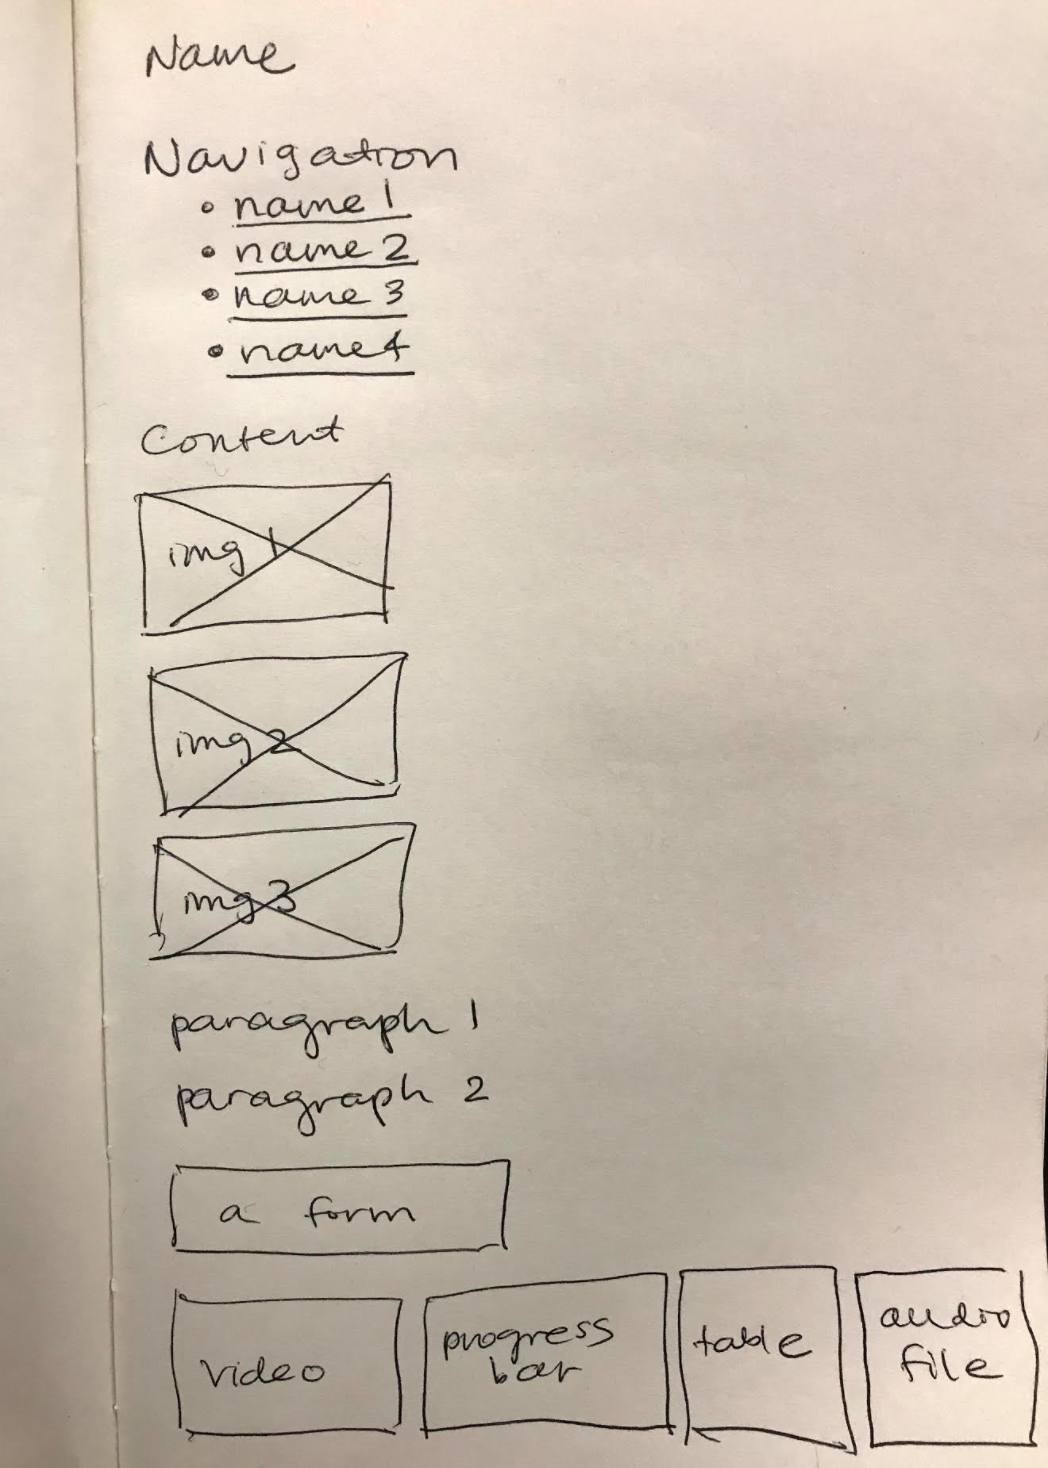 Name
Navigation
• name 1
• name 2
• name 3
• name 4
Content
img 1
img 2
img 3
paragraph 1
paragraph 2
a form
video
progress
bar
table
audio
file